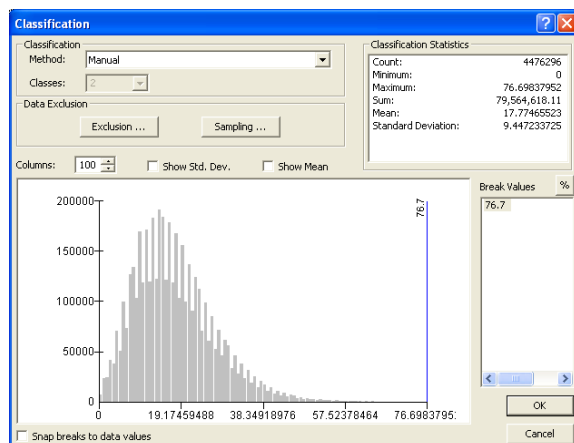 Classification
Classification
Method: Manual
Classes: 2
Data Exclusion
Exclusion ...
Sampling ...
Classification Statistics
Count: 4476296
Minimum: 0
Maximum: 76.69837952
Sum: 79,564,618.11
Mean: 17.77465523
Standard Deviation: 9.447233725
Columns: 100
Show Std. Dev.
Show Mean
Break Values %
76.7
200000
150000
100000
50000
0
76.7
0 19.17459488 38.34918976 57.52378464 76.69837952
Snap breaks to data values
OK
Cancel